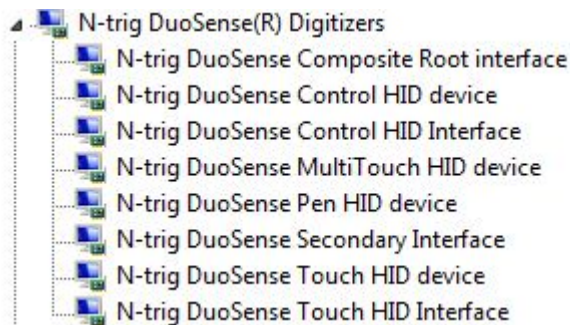 N-trig DuoSense(R) Digitizers
N-trig DuoSense Composite Root interface
N-trig DuoSense Control HID device
N-trig DuoSense Control HID Interface
N-trig DuoSense MultiTouch HID device
N-trig DuoSense Pen HID device
N-trig DuoSense Secondary Interface
N-trig DuoSense Touch HID device
N-trig DuoSense Touch HID Interface